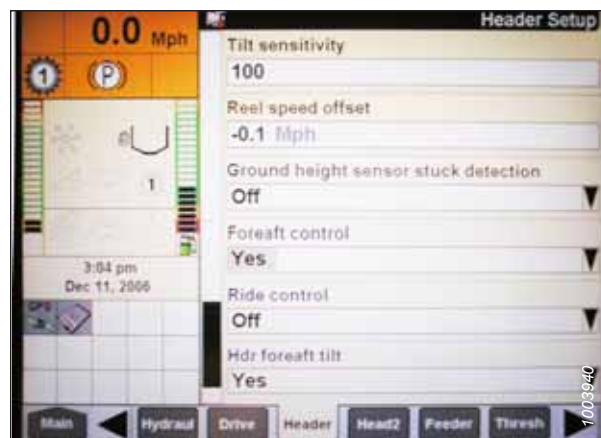 0.0 Mph
Header Setup
1
(P)
1
3:04 pm
Dec 11, 2006
Tilt sensitivity
100
Reel speed offset
-0.1 Mph
Ground height sensor stuck detection
Off
Foreaft control
Yes
Ride control
Off
Hdr foreaft tilt
Yes
Main
Hydraul
Drive
Header
Head2
Feeder
Thresh
1003940